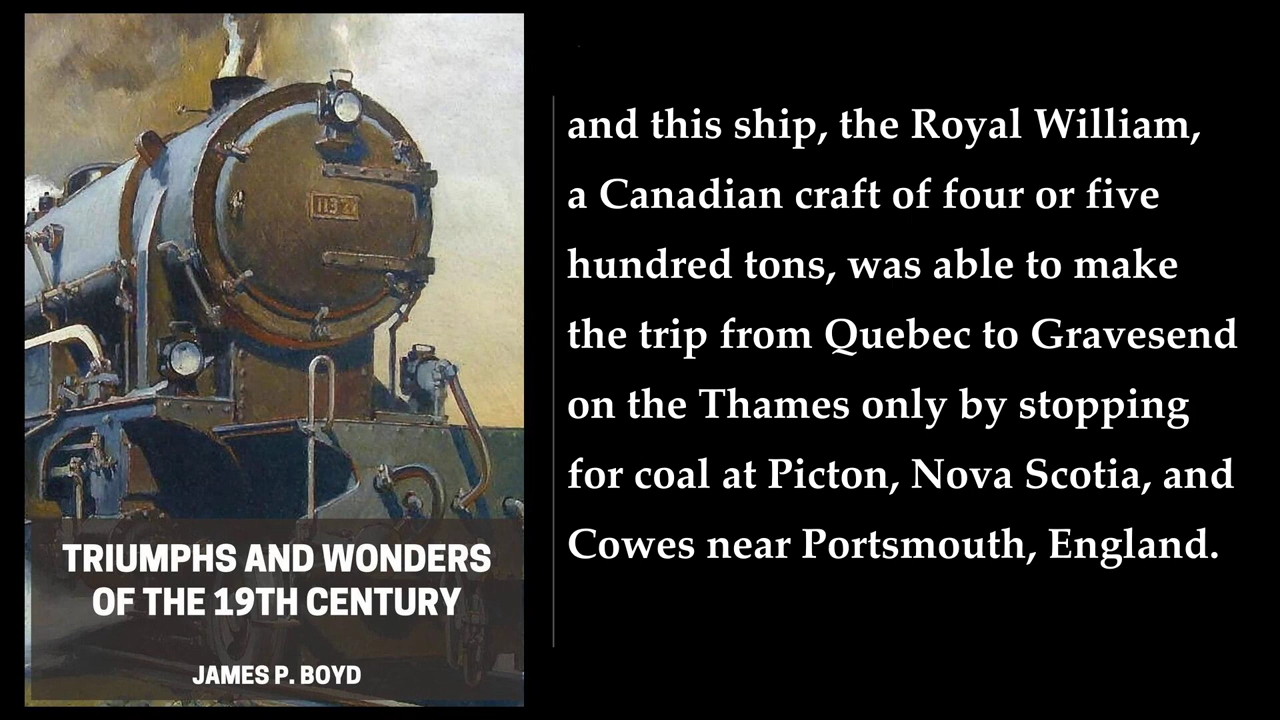 TRIUMPHS AND WONDERS
OF THE 19TH CENTURY
JAMES P. BOYD
and this ship, the Royal William,
a Canadian craft of four or five
hundred tons, was able to make
the trip from Quebec to Gravesend
on the Thames only by stopping
for coal at Picton, Nova Scotia, and
Cowes near Portsmouth, England.